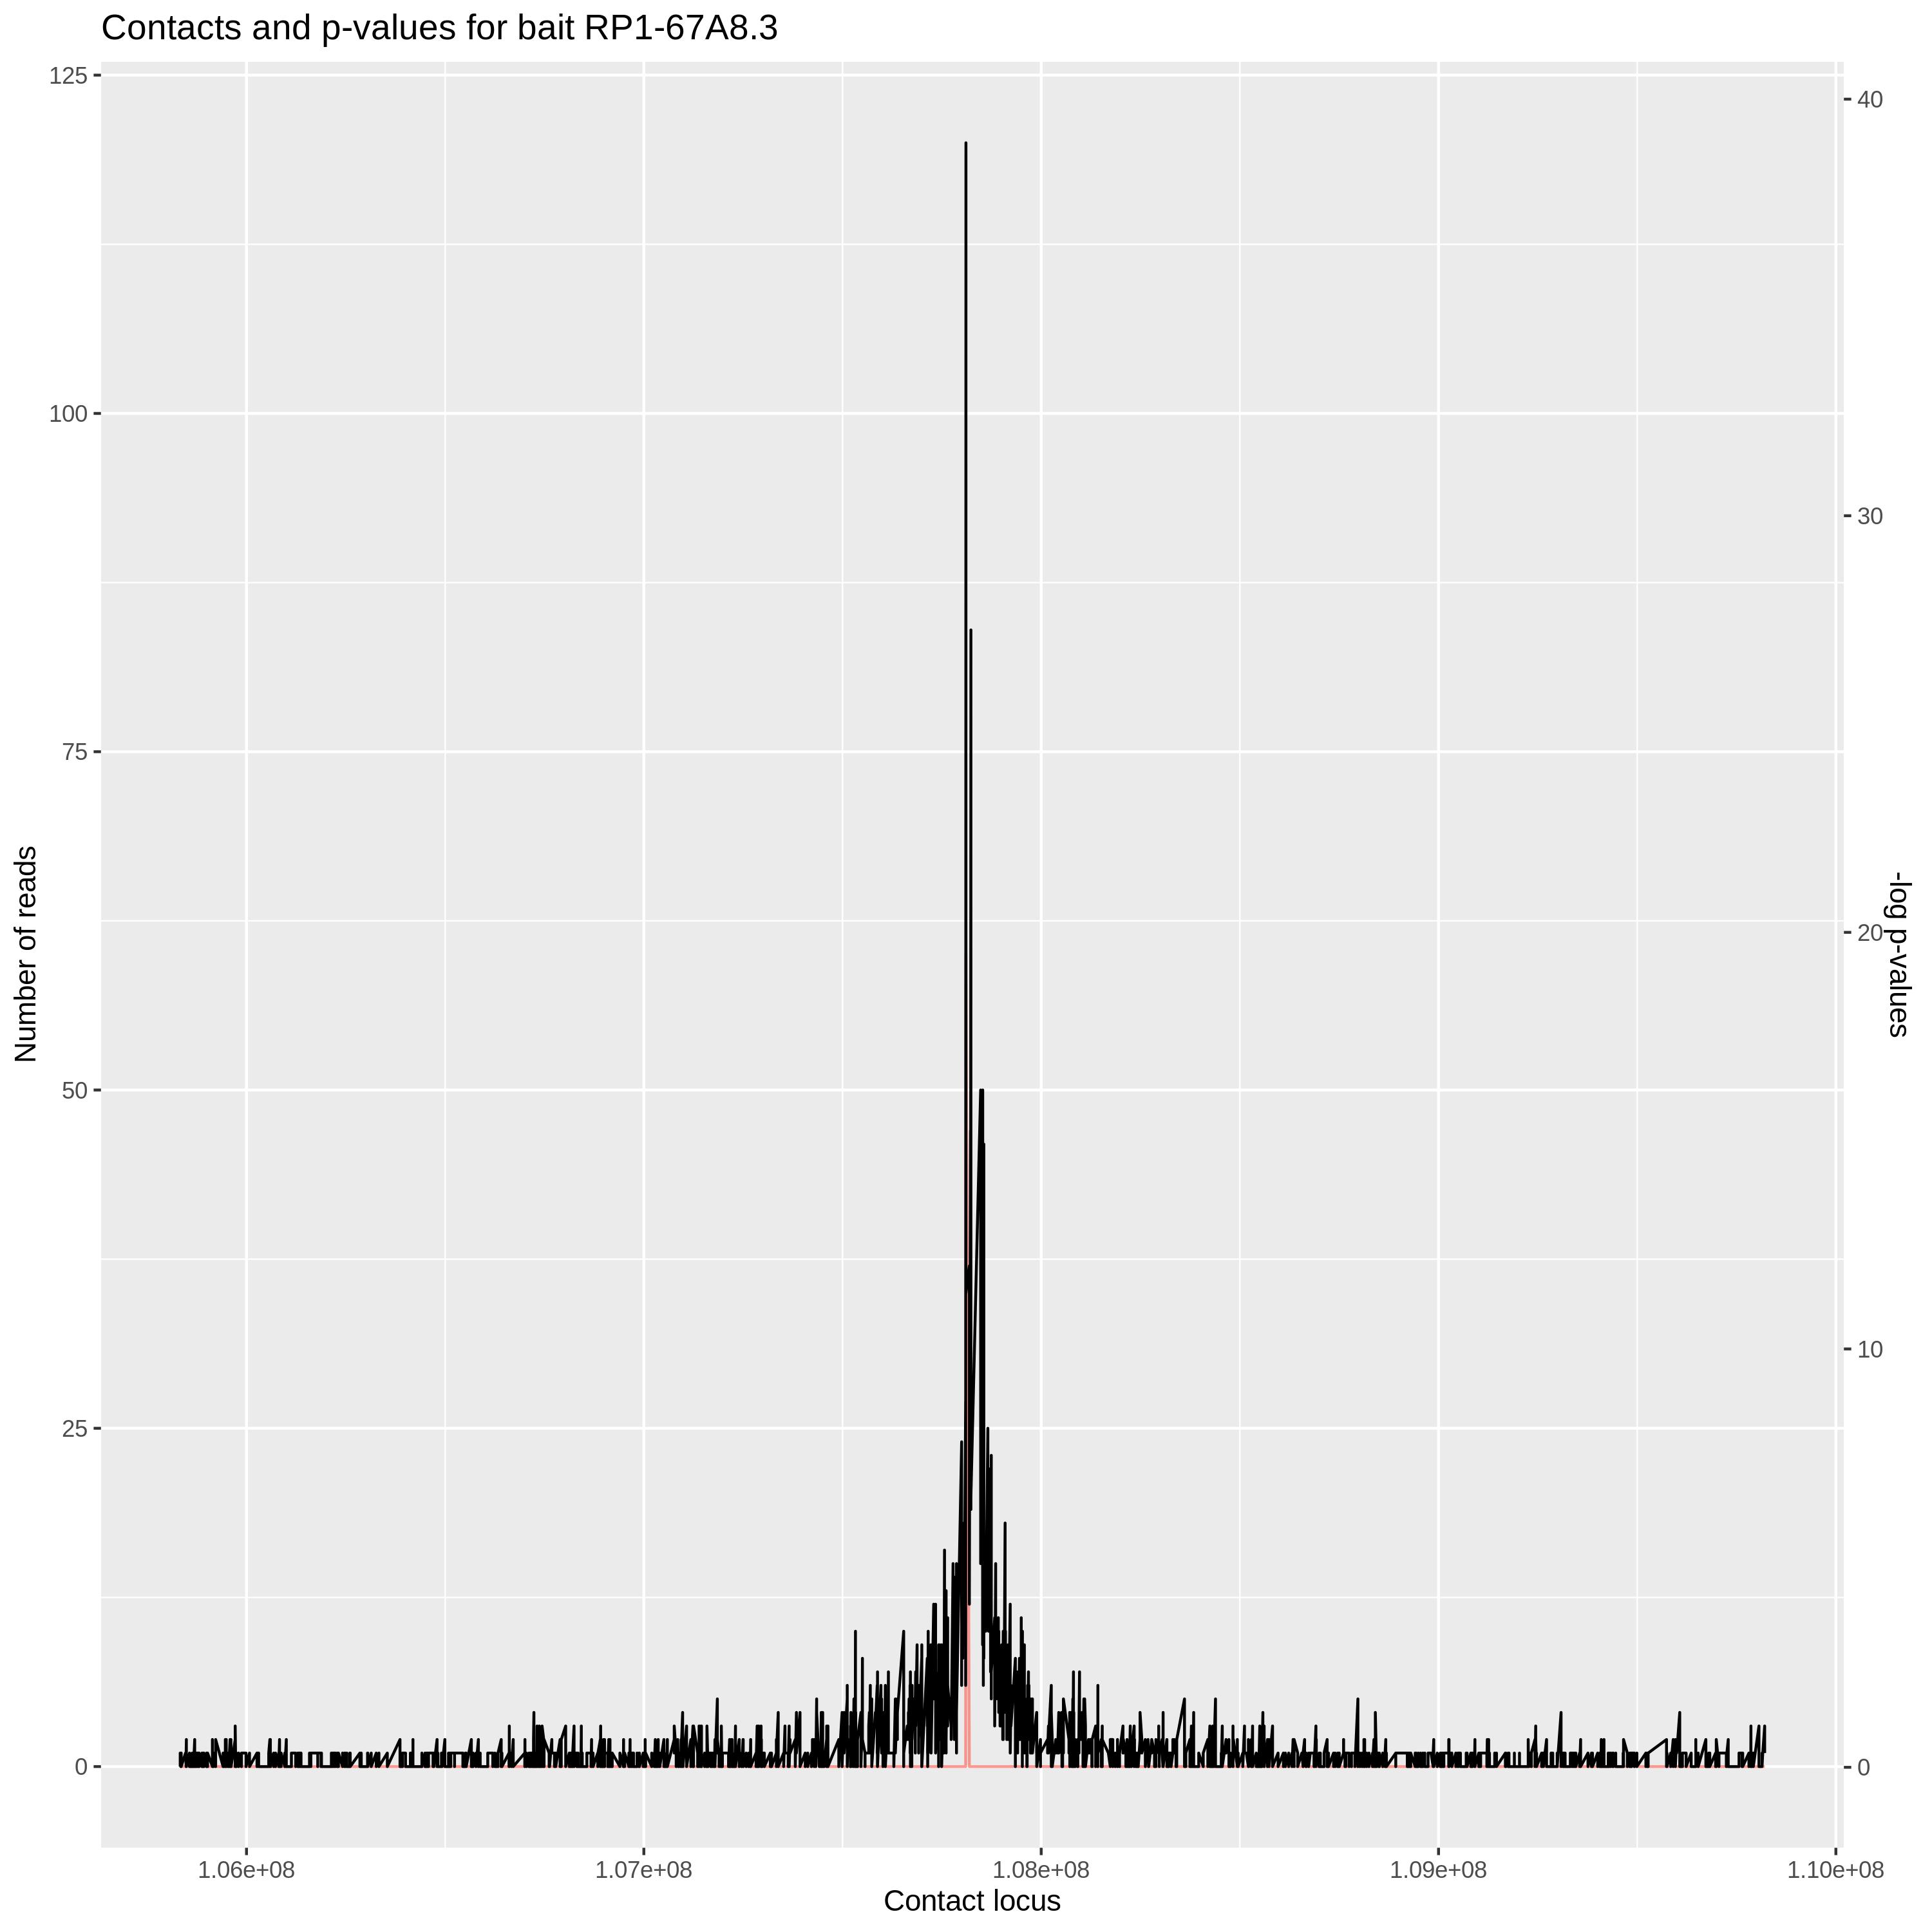 Contacts and p-values for bait RP1-67A8.3
125
100
75
50
25
0
Number of reads
40
30
20
10
0
-log p-values
1.06e+08
1.07e+08
1.08e+08
1.09e+08
1.10e+08
Contact locus